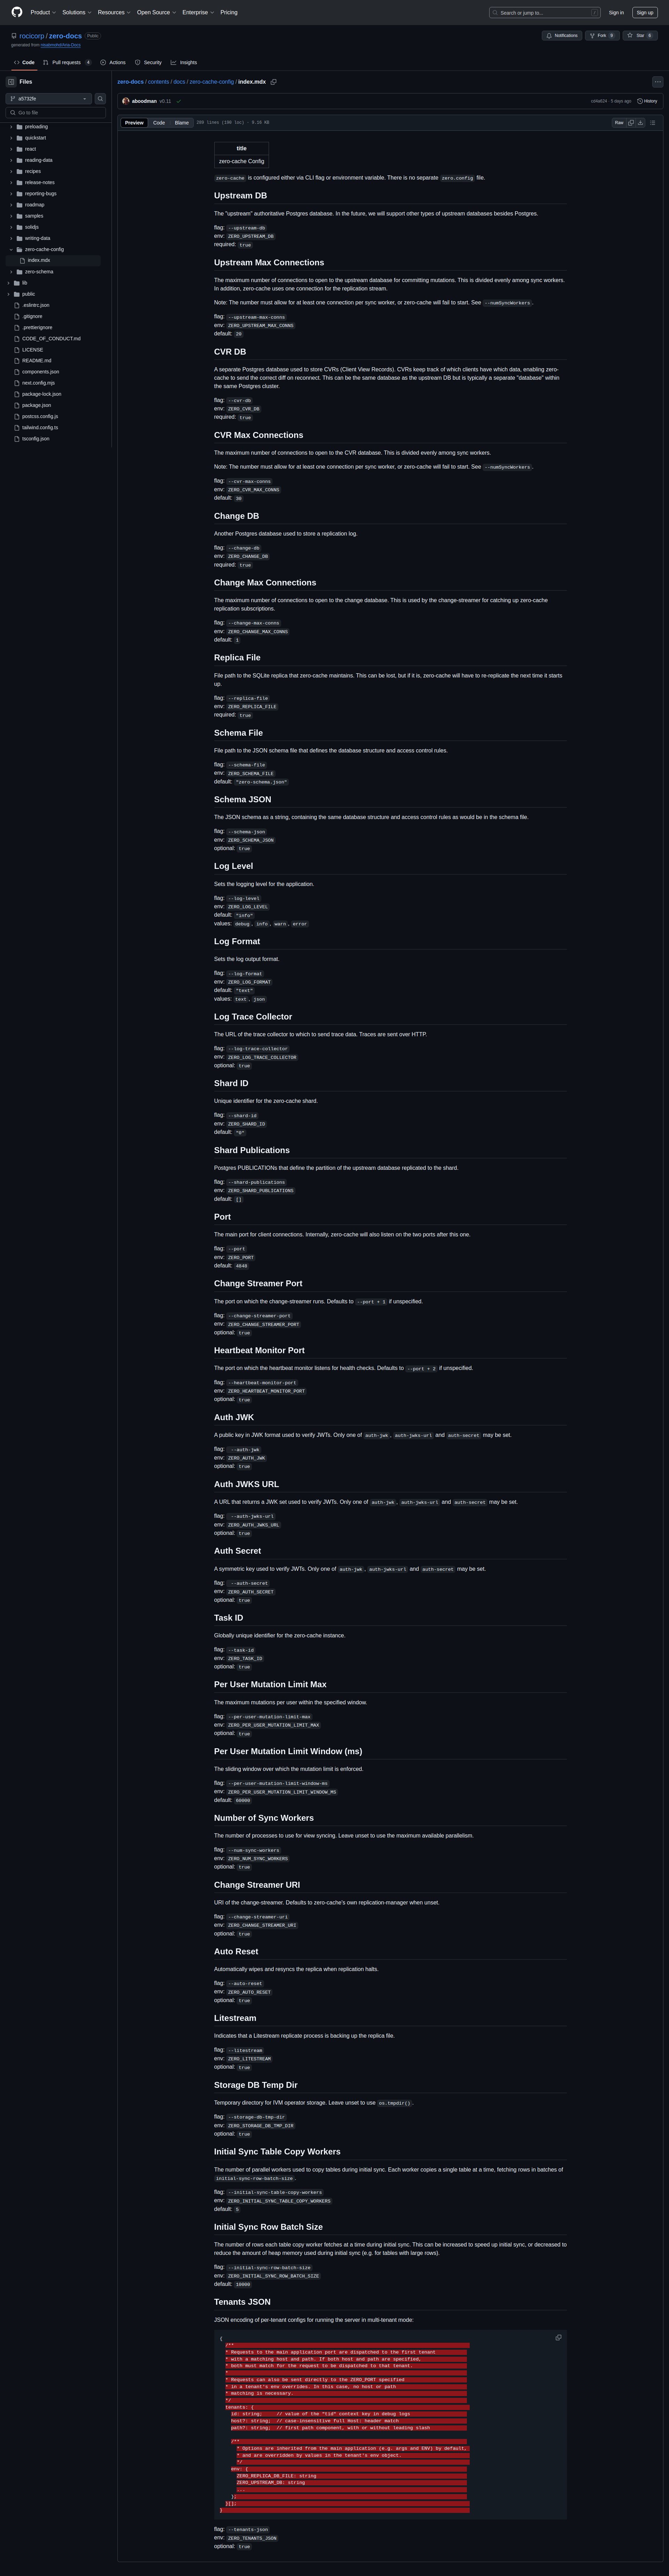 Product
Solutions
Resources
Open Source
Enterprise
Pricing
Search or jump to...
/
Sign in
Sign up
rocicorp / zero-docs
Public
Notifications
Fork 9
Star 6
Code
Pull requests 4
Actions
Security
Insights
Files
a5732fe
Go to file
preloading
quickstart
react
reading-data
recipes
release-notes
reporting-bugs
roadmap
samples
solidjs
writing-data
zero-cache-config
index.mdx
zero-schema
lib
public
.eslintrc.json
.gitignore
.prettierignore
CODE_OF_CONDUCT.md
LICENSE
README.md
components.json
next.config.mjs
package-lock.json
package.json
postcss.config.js
tailwind.config.ts
tsconfig.json
zero-docs / contents / docs / zero-cache-config / index.mdx
aboodman v0.11
History
Preview
Code
Blame
Raw
title
zero-cache Config
zero-cache is configured either via CLI flag or environment variable. There is no separate zero.config file.
Upstream DB
The "upstream" authoritative Postgres database. In the future, we will support other types of upstream databases besides Postgres.
flag: --upstream-db
env: ZERO_UPSTREAM_DB
required: true
Upstream Max Connections
The maximum number of connections to open to the upstream database for committing mutations. This is divided evenly among sync workers.
In addition, zero-cache uses one connection for the replication stream.
Note: The number must allow for at least one connection per sync worker, or zero-cache will fail to start. See --numSyncWorkers.
flag: --upstream-max-conns
env: ZERO_UPSTREAM_MAX_CONNS
default: 20
CVR DB
A separate Postgres database used to store CVRs (Client View Records). CVRs keep track of which clients have which data, enabling zero-
cache to send the correct diff on reconnect. This can be the same database as the upstream DB but is typically a separate "database" within
the same Postgres cluster.
flag: --cvr-db
env: ZERO_CVR_DB
required: true
CVR Max Connections
The maximum number of connections to open to the CVR database. This is divided evenly among sync workers.
Note: The number must allow for at least one connection per sync worker, or zero-cache will fail to start. See --numSyncWorkers.
flag: --cvr-max-conns
env: ZERO_CVR_MAX_CONNS
default: 30
Change DB
Another Postgres database used to store a replication log.
flag: --change-db
env: ZERO_CHANGE_DB
required: true
Change Max Connections
The maximum number of connections to open to the change database. This is used by the change-streamer for catching up zero-cache
replication subscriptions.
flag: --change-max-conns
env: ZERO_CHANGE_MAX_CONNS
default: 1
Replica File
File path to the SQLite replica that zero-cache maintains. This can be lost, but if it is, zero-cache will have to re-replicate the next time it starts
up.
flag: --replica-file
env: ZERO_REPLICA_FILE
required: true
Schema File
File path to the JSON schema file that defines the database structure and access control rules.
flag: --schema-file
env: ZERO_SCHEMA_FILE
default: "zero-schema.json"
Schema JSON
The JSON schema as a string, containing the same database structure and access control rules as would be in the schema file.
flag: --schema-json
env: ZERO_SCHEMA_JSON
optional: true
Log Level
Sets the logging level for the application.
flag: --log-level
env: ZERO_LOG_LEVEL
default: "info"
values: debug, info, warn, error
Log Format
Sets the log output format.
flag: --log-format
env: ZERO_LOG_FORMAT
default: "text"
values: text, json
Log Trace Collector
The URL of the trace collector to which to send trace data. Traces are sent over HTTP.
flag: --log-trace-collector
env: ZERO_LOG_TRACE_COLLECTOR
optional: true
Shard ID
Unique identifier for the zero-cache shard.
flag: --shard-id
env: ZERO_SHARD_ID
default: "0"
Shard Publications
Postgres PUBLICATIONs that define the partition of the upstream database replicated to the shard.
flag: --shard-publications
env: ZERO_SHARD_PUBLICATIONS
default: []
Port
The main port for client connections. Internally, zero-cache will also listen on the two ports after this one.
flag: --port
env: ZERO_PORT
default: 4848
Change Streamer Port
The port on which the change-streamer runs. Defaults to --port + 1 if unspecified.
flag: --change-streamer-port
env: ZERO_CHANGE_STREAMER_PORT
optional: true
Heartbeat Monitor Port
The port on which the heartbeat monitor listens for health checks. Defaults to --port + 2 if unspecified.
flag: --heartbeat-monitor-port
env: ZERO_HEARTBEAT_MONITOR_PORT
optional: true
Auth JWK
A public key in JWK format used to verify JWTs. Only one of auth-jwk, auth-jwks-url and auth-secret may be set.
flag: --auth-jwk
env: ZERO_AUTH_JWK
optional: true
Auth JWKS URL
A URL that returns a JWK set used to verify JWTs. Only one of auth-jwk, auth-jwks-url and auth-secret may be set.
flag: --auth-jwks-url
env: ZERO_AUTH_JWKS_URL
optional: true
Auth Secret
A symmetric key used to verify JWTs. Only one of auth-jwk, auth-jwks-url and auth-secret may be set.
flag: --auth-secret
env: ZERO_AUTH_SECRET
optional: true
Task ID
Globally unique identifier for the zero-cache instance.
flag: --task-id
env: ZERO_TASK_ID
optional: true
Per User Mutation Limit Max
The maximum mutations per user within the specified window.
flag: --per-user-mutation-limit-max
env: ZERO_PER_USER_MUTATION_LIMIT_MAX
optional: true
Per User Mutation Limit Window (ms)
The sliding window over which the mutation limit is enforced.
flag: --per-user-mutation-limit-window-ms
env: ZERO_PER_USER_MUTATION_LIMIT_WINDOW_MS
default: 60000
Number of Sync Workers
The number of processes to use for view syncing. Leave unset to use the maximum available parallelism.
flag: --num-sync-workers
env: ZERO_NUM_SYNC_WORKERS
optional: true
Change Streamer URI
URI of the change-streamer. Defaults to zero-cache's own replication-manager when unset.
flag: --change-streamer-uri
env: ZERO_CHANGE_STREAMER_URI
optional: true
Auto Reset
Automatically wipes and resyncs the replica when replication halts.
flag: --auto-reset
env: ZERO_AUTO_RESET
optional: true
Litestream
Indicates that a Litestream replicate process is backing up the replica file.
flag: --litestream
env: ZERO_LITESTREAM
optional: true
Storage DB Temp Dir
Temporary directory for IVM operator storage. Leave unset to use os.tmpdir().
flag: --storage-db-tmp-dir
env: ZERO_STORAGE_DB_TMP_DIR
optional: true
Initial Sync Table Copy Workers
The number of parallel workers used to copy tables during initial sync. Each worker copies a single table at a time, fetching rows in batches of
initial-sync-row-batch-size.
flag: --initial-sync-table-copy-workers
env: ZERO_INITIAL_SYNC_TABLE_COPY_WORKERS
default: 5
Initial Sync Row Batch Size
The number of rows each table copy worker fetches at a time during initial sync. This can be increased to speed up initial sync, or decreased to
reduce the amount of heap memory used during initial sync (e.g. for tables with large rows).
flag: --initial-sync-row-batch-size
env: ZERO_INITIAL_SYNC_ROW_BATCH_SIZE
default: 10000
Tenants JSON
JSON encoding of per-tenant configs for running the server in multi-tenant mode:
{
/**
* Requests to the main application port are dispatched to the first tenant
* with a matching host and path. If both host and path are specified,
* both must match for the request to be dispatched to that tenant.
*
* Requests can also be sent directly to the ZERO_PORT specified
* in a tenant's env overrides. In this case, no host or path
* matching is necessary.
*/
tenants: {
id: string; // value of the "tid" context key in debug logs
host?: string; // case-insensitive full Host: header match
path?: string; // first path component, with or without leading slash
/**
* Options are inherited from the main application (e.g. args and ENV) by default,
* and are overridden by values in the tenant's env object.
*/
env: {
ZERO_REPLICA_DB_FILE: string
ZERO_UPSTREAM_DB: string
...
};
}[];
}
flag: --tenants-json
env: ZERO_TENANTS_JSON
optional: true